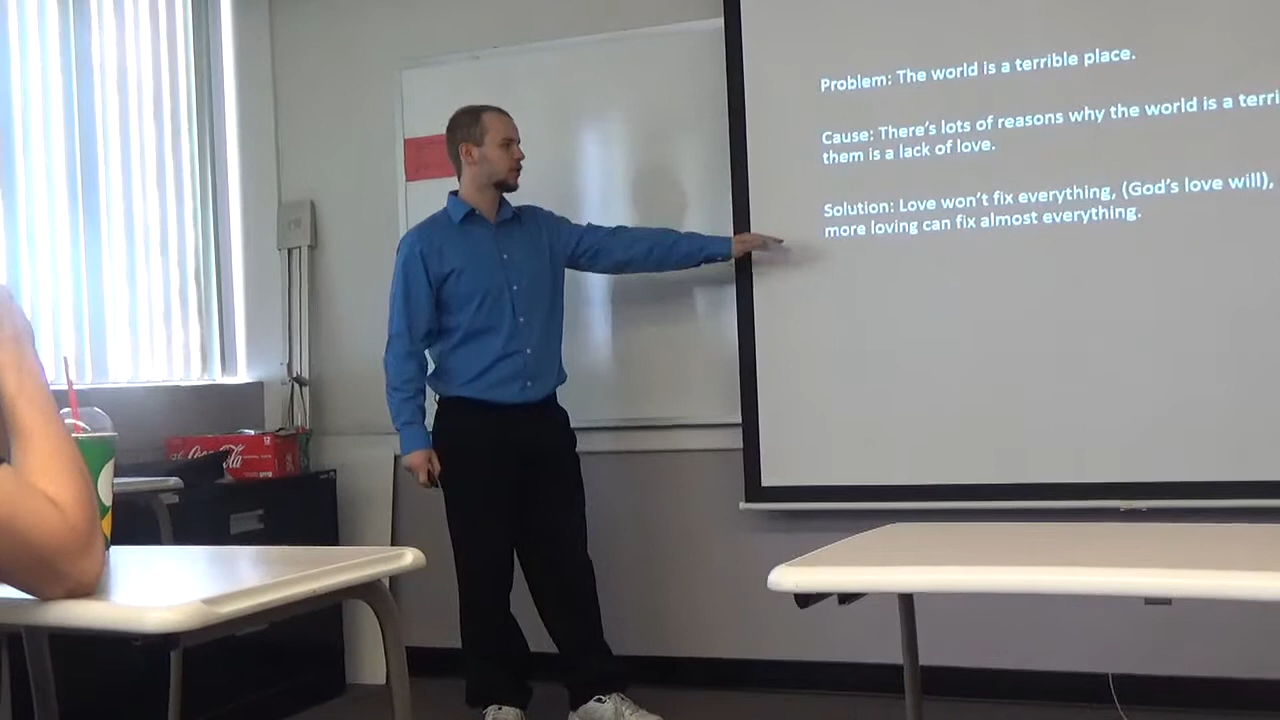 Problem: The world is a terrible place.
Cause: There's lots of reasons why the world is a
them is a lack of love.
Solution: Love won't fix everything, (God's love will),
more loving can fix almost everything.
Coca-Cola
12